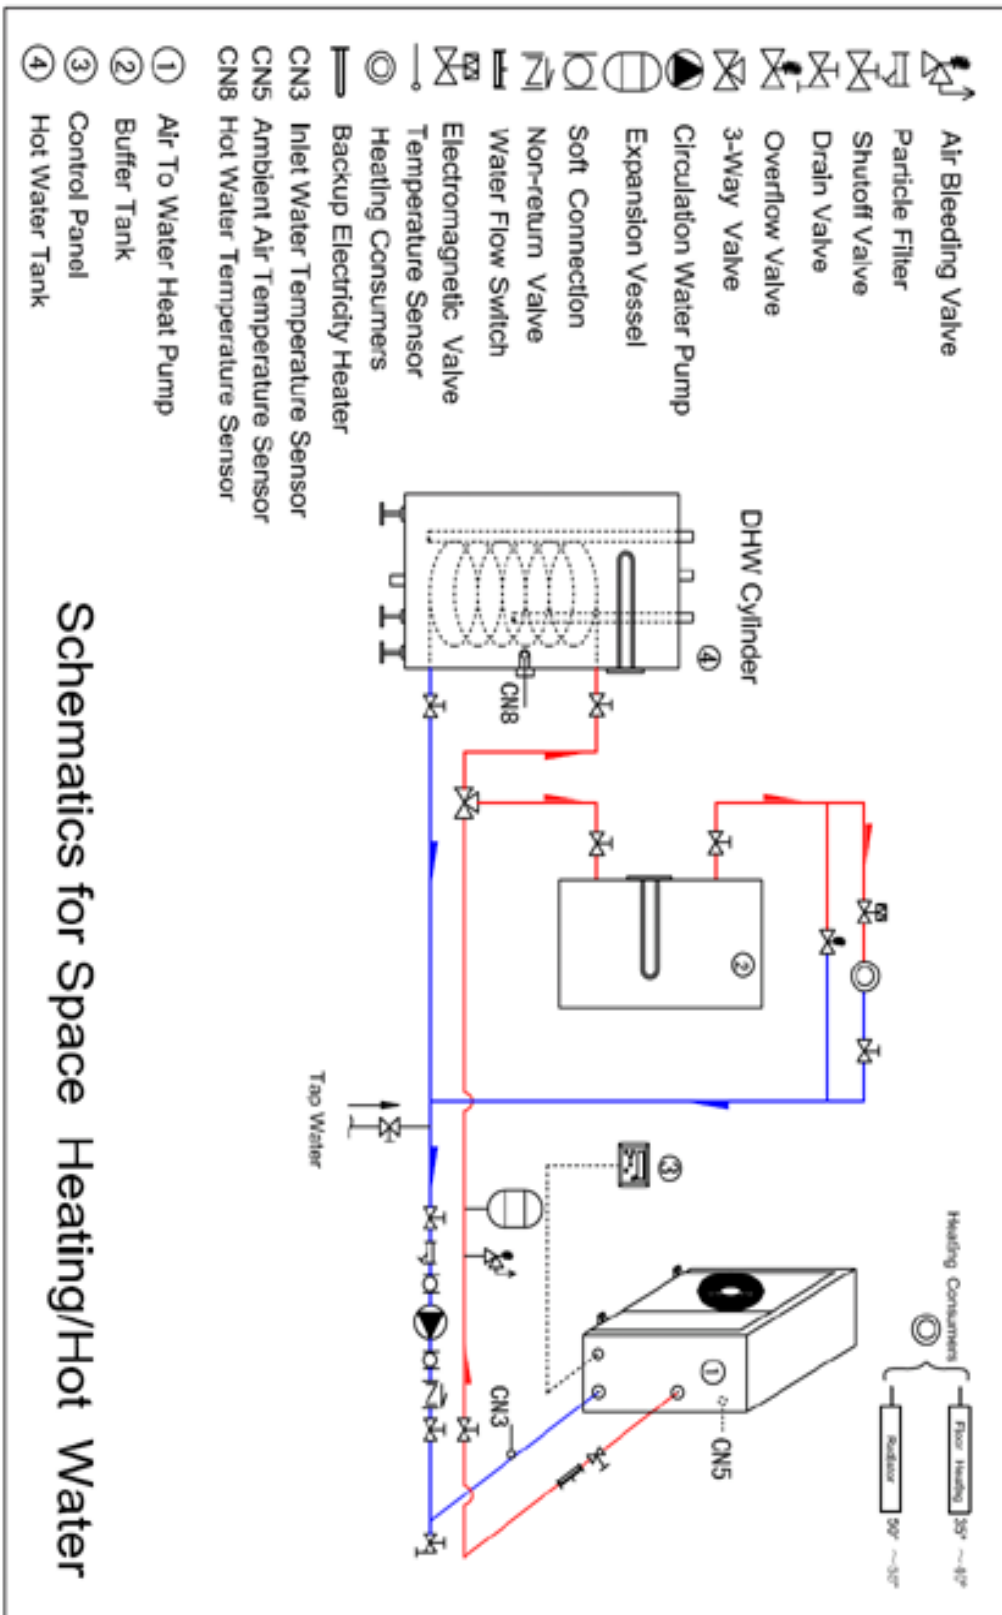 Air Bleeding Valve
Particle Filter
Shutoff Valve
Drain Valve
Overflow Valve
3-Way Valve
Circulation Water Pump
Expansion Vessel
Soft Connection
Non-return Valve
Water Flow Switch
Electromagnetic Valve
Temperature Sensor
Heating Consumers
Backup Electricity Heater
CN3 Inlet Water Temperature Sensor
CN5 Ambient Air Temperature Sensor
CN8 Hot Water Temperature Sensor
① Air To Water Heat Pump
② Buffer Tank
③ Control Panel
④ Hot Water Tank
DHW Cylinder
④
CN8
②
Tap Water
③
Heating Consumers
Floor Heating
35° ~40°
Radiator
①
CN5
CN3
Schematics for Space Heating/Hot Water